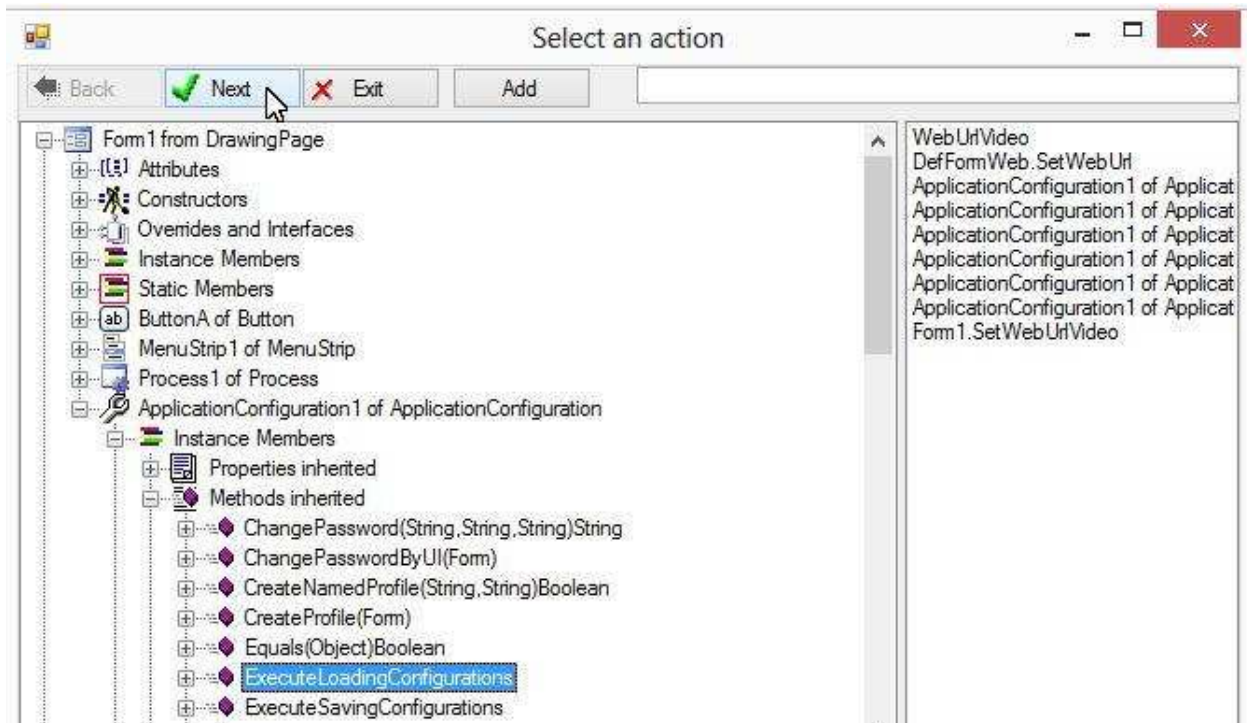 Select an action
Back Next Exit Add
Form1 from DrawingPage
Attributes
Constructors
Overrides and Interfaces
Instance Members
Static Members
ab ButtonA of Button
MenuStrip1 of MenuStrip
Process1 of Process
ApplicationConfiguration1 of ApplicationConfiguration
Instance Members
Properties inherited
Methods inherited
ChangePassword(String,String,String)String
ChangePasswordByUI(Form)
CreateNamedProfile(String,String)Boolean
CreateProfile(Form)
Equals(Object)Boolean
ExecuteLoadingConfigurations
ExecuteSavingConfigurations
WebUrlVideo
DefFormWeb.SetWebUrl
ApplicationConfiguration1 of Applicat
ApplicationConfiguration1 of Applicat
ApplicationConfiguration1 of Applicat
ApplicationConfiguration1 of Applicat
ApplicationConfiguration1 of Applicat
ApplicationConfiguration1 of Applicat
Form1.SetWebUrlVideo